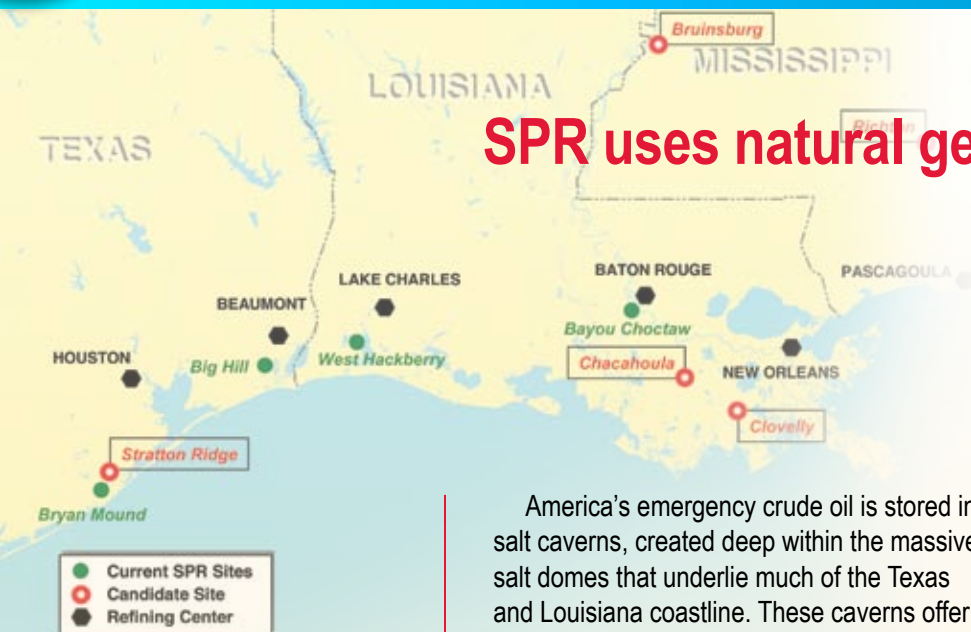 Bruinsburg
MISSISSIPPI
LOUISIANA
TEXAS
Richton
SPR uses natural ge
BATON ROUGE
PASCAGOULA
LAKE CHARLES
BEAUMONT
Bayou Choctaw
HOUSTON
Big Hill
West Hackberry
Chacahoula
NEW ORLEANS
Clovelly
Stratton Ridge
Bryan Mound
Current SPR Sites
Candidate Site
Refining Center
America’s emergency crude oil is stored in
salt caverns, created deep within the massive
salt domes that underlie much of the Texas
and Louisiana coastline. These caverns offer